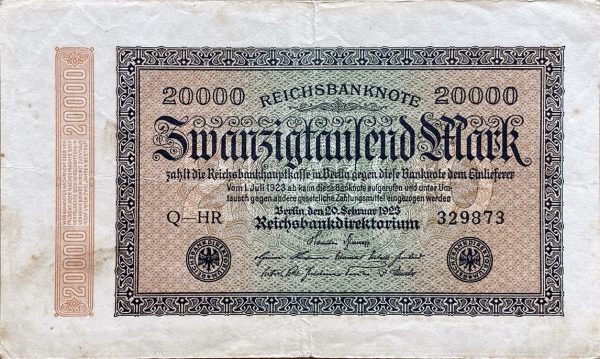 20000 REICHSBANKNOTE 20000
Zwanzigtausend Mark
zahlt die Reichsbankhauptkasse in Berlin gegen diese Banknote dem Einlieferer
Vom 1. Juli 1923 ab kann diese Banknote aufgerufen und unter Um-
tausch gegen andere gesetzliche Zahlungsmittel eingezogen werden
Berlin, den 20. Februar 1923
Q-HR Reichsbankdirektorium 329873
20000
20000